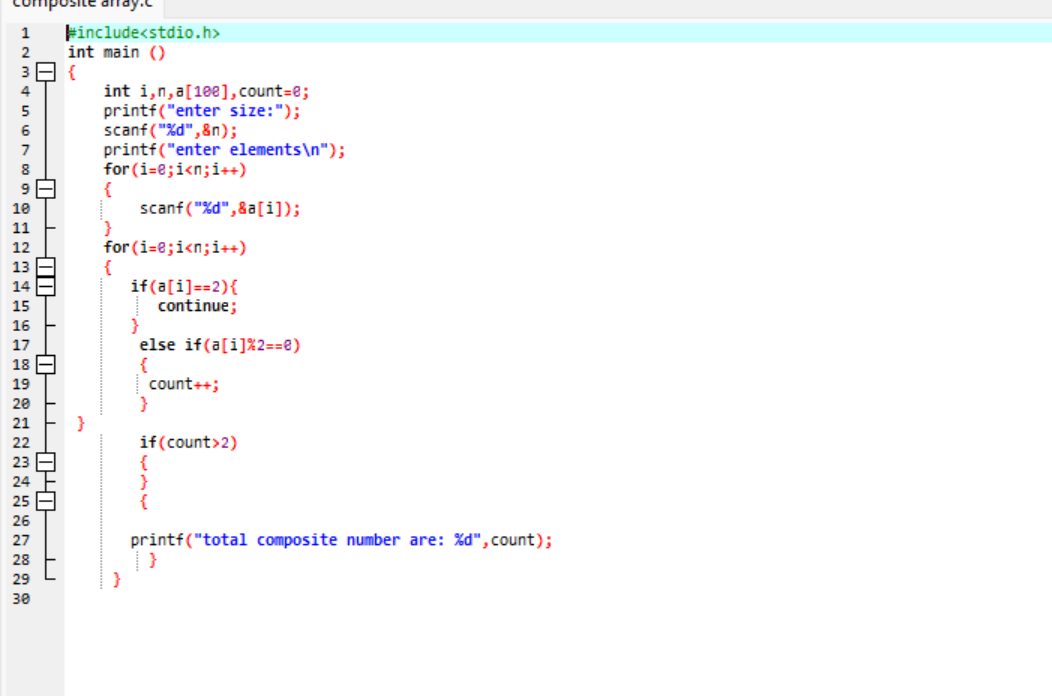 composite array.c
1 #include<stdio.h>
2 int main ()
3 {
4 int i,n,a[100],count=0;
5 printf("enter size:");
6 scanf("%d",&n);
7 printf("enter elements\n");
8 for(i=0;i<n;i++)
9 {
10 scanf("%d",&a[i]);
11 }
12 for(i=0;i<n;i++)
13 {
14 if(a[i]==2){
15 continue;
16 }
17 else if(a[i]%2==0)
18 {
19 count++;
20 }
21 }
22 if(count>2)
23 {
24 }
25 {
26
27 printf("total composite number are: %d",count);
28 }
29 }
30